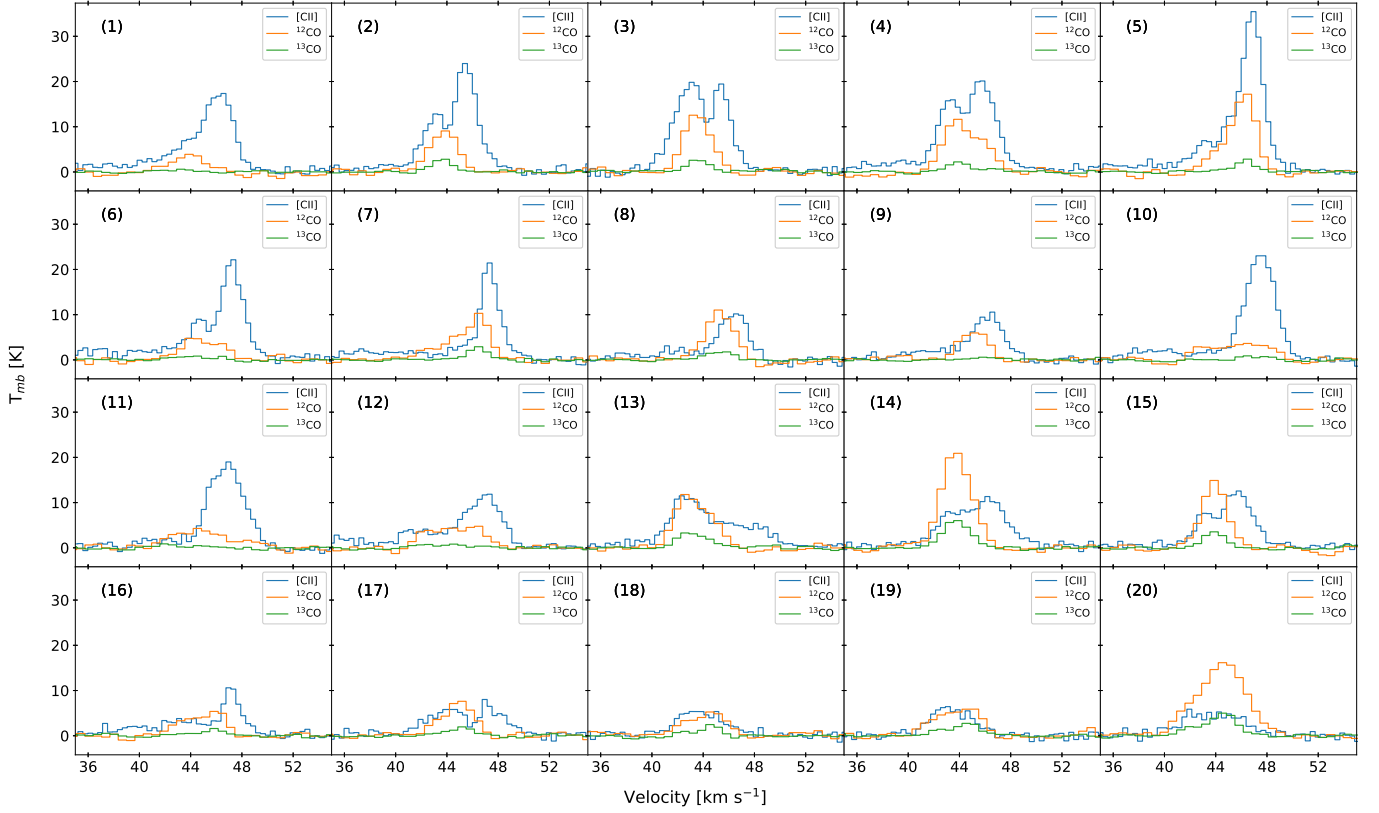 (1) [CII]
¹²CO
¹³CO
(2) [CII]
¹²CO
¹³CO
(3) [CII]
¹²CO
¹³CO
(4) [CII]
¹²CO
¹³CO
(5) [CII]
¹²CO
¹³CO
30
20
10
0
(6) [CII]
¹²CO
¹³CO
(7) [CII]
¹²CO
¹³CO
(8) [CII]
¹²CO
¹³CO
(9) [CII]
¹²CO
¹³CO
(10) [CII]
¹²CO
¹³CO
30
20
10
0
T_mb [K]
(11) [CII]
¹²CO
¹³CO
(12) [CII]
¹²CO
¹³CO
(13) [CII]
¹²CO
¹³CO
(14) [CII]
¹²CO
¹³CO
(15) [CII]
¹²CO
¹³CO
30
20
10
0
(16) [CII]
¹²CO
¹³CO
(17) [CII]
¹²CO
¹³CO
(18) [CII]
¹²CO
¹³CO
(19) [CII]
¹²CO
¹³CO
(20) [CII]
¹²CO
¹³CO
30
20
10
0
36 40 44 48 52 36 40 44 48 52 36 40 44 48 52 36 40 44 48 52 36 40 44 48 52
Velocity [km s⁻¹]